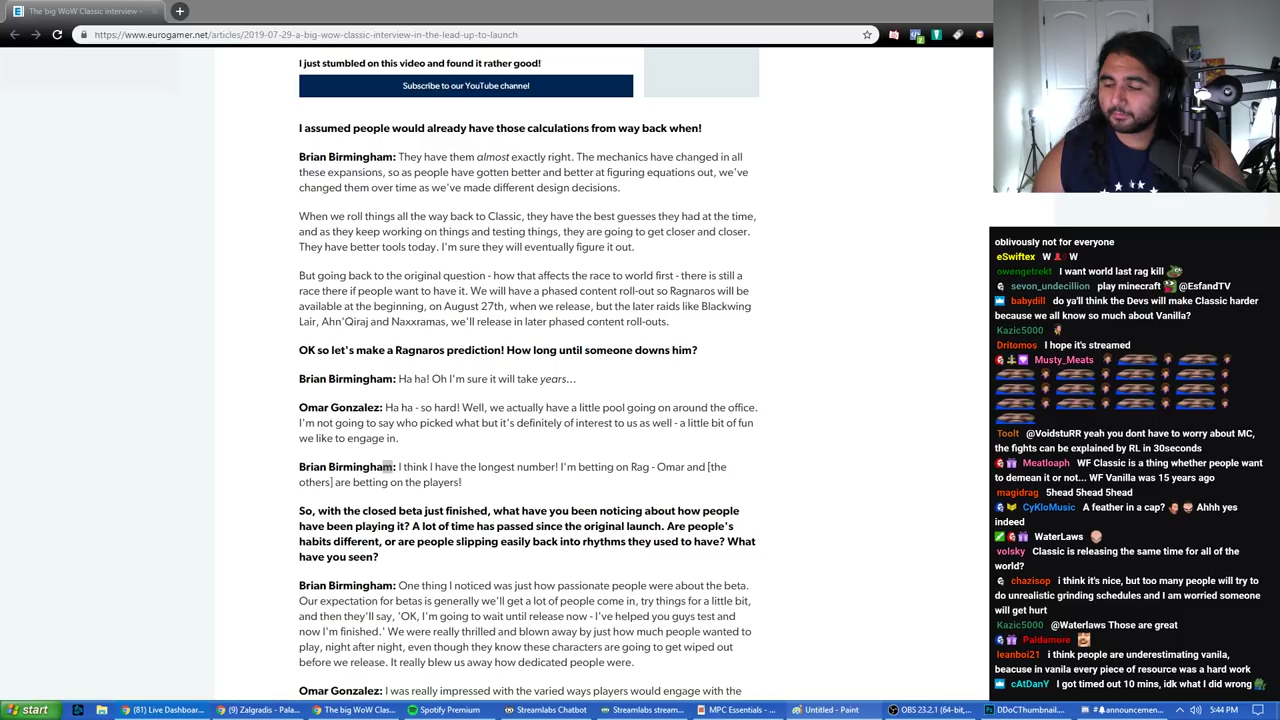 The big WoW Classic interview
https://www.eurogamer.net/articles/2019-07-29-a-big-wow-classic-interview-in-the-lead-up-to-launch
I just stumbled on this video and found it rather good!
Subscribe to our YouTube channel
I assumed people would already have those calculations from way back when!
Brian Birmingham: They have them almost exactly right. The mechanics have changed in all
these expansions, so as people have gotten better and better at figuring equations out, we've
changed them over time as we've made different design decisions.
When we roll things all the way back to Classic, they have the best guesses they had at the time,
and as they keep working on things and testing things, they are going to get closer and closer.
They have better tools today. I'm sure they will eventually figure it out.
But going back to the original question - how that affects the race to world first - there is still a
race there if people want to have it. We will have a phased content roll-out so Ragnaros will be
available at the beginning, on August 27th, when we release, but the later raids like Blackwing
Lair, Ahn'Qiraj and Naxxramas, we'll release in later phased content roll-outs.
OK so let's make a Ragnaros prediction! How long until someone downs him?
Brian Birmingham: Ha ha! Oh I'm sure it will take years...
Omar Gonzalez: Ha ha - so hard! Well, we actually have a little pool going on around the office.
I'm not going to say who picked what but it's definitely of interest to us as well - a little bit of fun
we like to engage in.
Brian Birmingham: I think I have the longest number! I'm betting on Rag - Omar and [the
others] are betting on the players!
So, with the closed beta just finished, what have you been noticing about how people
have been playing it? A lot of time has passed since the original launch. Are people's
habits different, or are people slipping easily back into rhythms they used to have? What
have you seen?
Brian Birmingham: One thing I noticed was just how passionate people were about the beta.
Our expectation for betas is generally we'll get a lot of people come in, try things for a little bit,
and then they'll say, 'OK, I'm going to wait until release now - I've helped you guys test and
now I'm finished.' We were really thrilled and blown away by just how much people wanted to
play, night after night, even though they know these characters are going to get wiped out
before we release. It really blew us away how dedicated people were.
Omar Gonzalez: I was really impressed with the varied ways players would engage with the
oblivously not for everyone
eSwiftex W W
owengetrekt I want world last rag kill
sevon_undecillion play minecraft @EsfandTV
babydill do ya'll think the Devs will make Classic harder
because we all know so much about Vanilla?
Kazic5000
Dritomos I hope it's streamed
Musty_Meats
Toolt @VoidstuRR yeah you dont have to worry about MC,
the fights can be explained by RL in 30seconds
Meatloaph WF Classic is a thing whether people want
to demean it or not... WF Vanilla was 15 years ago
magidrag 5head 5head 5head
CyKloMusic A feather in a cap? Ahhh yes
indeed
WaterLaws
volsky Classic is releasing the same time for all of the
world?
chazisop i think it's nice, but too many people will try to
do unrealistic grinding schedules and I am worried someone
will get hurt
Kazic5000 @Waterlaws Those are great
Paldamore
leanboi21 i think people are underestimating vanila,
beacuse in vanila every piece of resource was a hard work
cAtDanY I got timed out 10 mins, idk what I did wrong
start
(81) Live Dashboar...
(9) Zalgradis - Pala...
The big WoW Classi...
Spotify Premium
Streamlabs Chatbot
Streamlabs stream...
MPC Essentials - ...
Untitled - Paint
OBS 23.2.1 (64-bit,...
DDoCThumbnail....
#announcemen...
5:44 PM